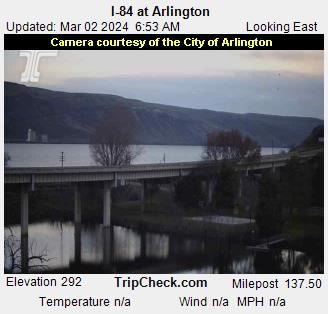 I-84 at Arlington
Updated: Mar 02 2024 6:53 AM Looking East
Camera courtesy of the City of Arlington
Elevation 292 TripCheck.com Milepost 137.50
Temperature n/a Wind n/a MPH n/a